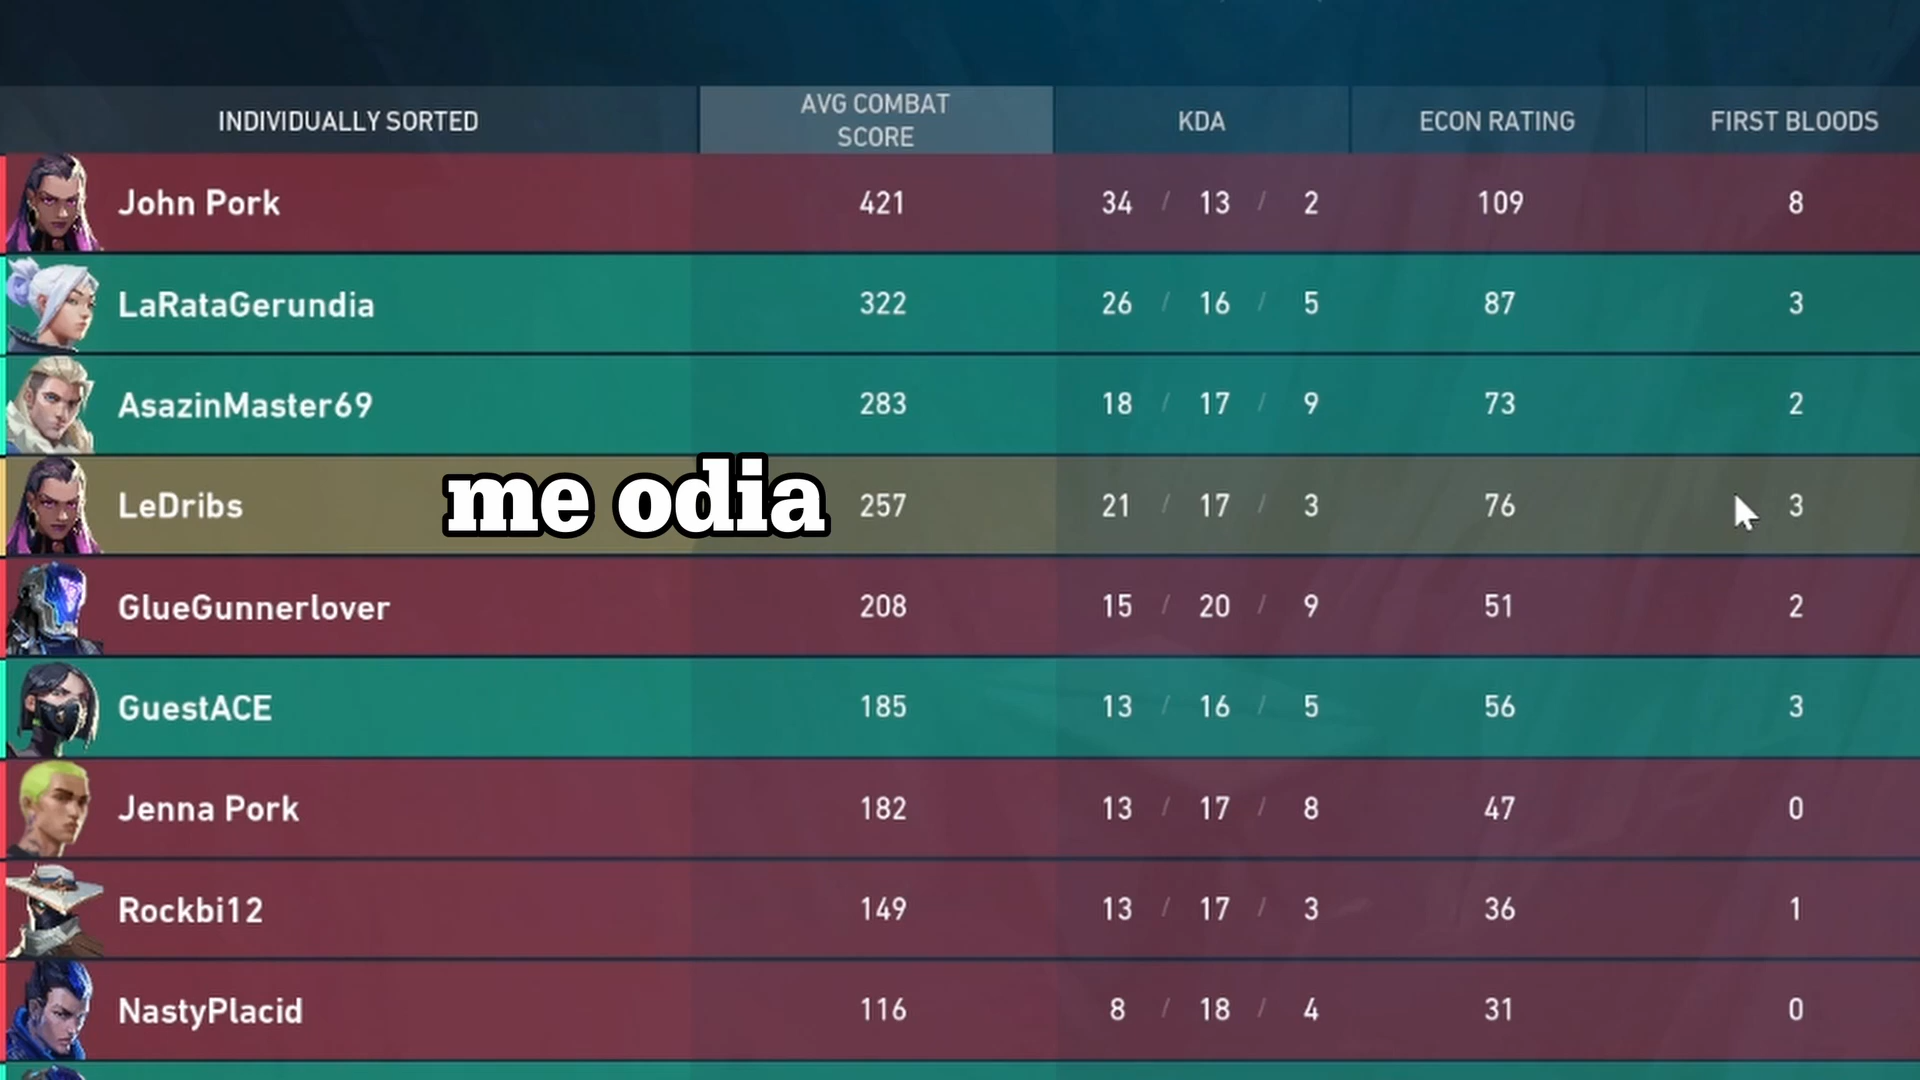 INDIVIDUALLY SORTED AVG COMBAT SCORE KDA ECON RATING FIRST BLOODS
John Pork 421 34 / 13 / 2 109 8
LaRataGerundia 322 26 / 16 / 5 87 3
AsazinMaster69 283 18 / 17 / 9 73 2
LeDribs me odia 257 21 / 17 / 3 76 3
GlueGunnerlover 208 15 / 20 / 9 51 2
GuestACE 185 13 / 16 / 5 56 3
Jenna Pork 182 13 / 17 / 8 47 0
Rockbi12 149 13 / 17 / 3 36 1
NastyPlacid 116 8 / 18 / 4 31 0